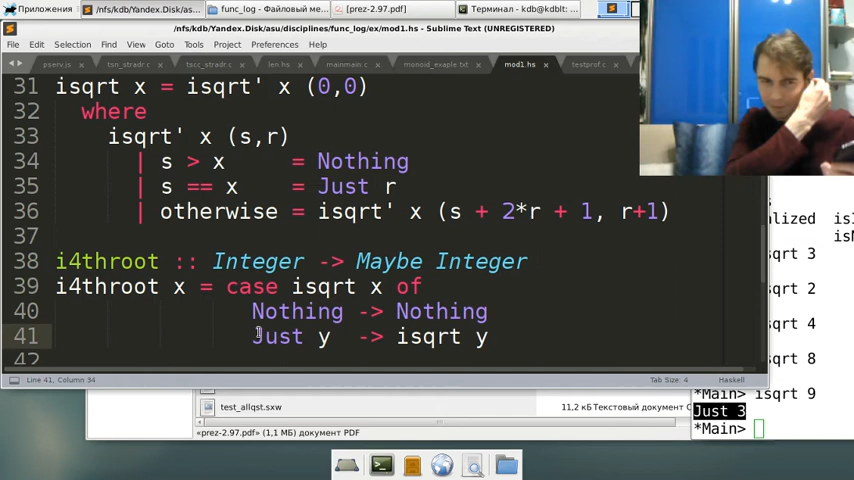 Приложения /nfs/kdb/Yandex.Disk/as... func_log - Файловый ме... [prez-2.97.pdf] Терминал - kdb@kdblt: ...
/nfs/kdb/Yandex.Disk/asu/disciplines/func_log/ex/mod1.hs - Sublime Text (UNREGISTERED)
File Edit Selection Find View Goto Tools Project Preferences Help
pserv.js tsn_stradr.c tscc_stradr.c len.hs mainmain.c monoid_exaple.txt mod1.hs testprof.c
31 isqrt x = isqrt' x (0,0)
32 where
33 isqrt' x (s,r)
34 | s > x = Nothing
35 | s == x = Just r
36 | otherwise = isqrt' x (s + 2*r + 1, r+1)
37
38 i4throot :: Integer -> Maybe Integer
39 i4throot x = case isqrt x of
40 Nothing -> Nothing
41 Just y -> isqrt y
42
Line 41, Column 34 Tab Size: 4 Haskell
test_allqst.sxw 11,2 кБ Текстовый документ O
«prez-2.97.pdf» (1,1 МБ) документ PDF
sqrt 3
sqrt 2
sqrt 4
sqrt 8
*Main> isqrt 9
Just 3
*Main>